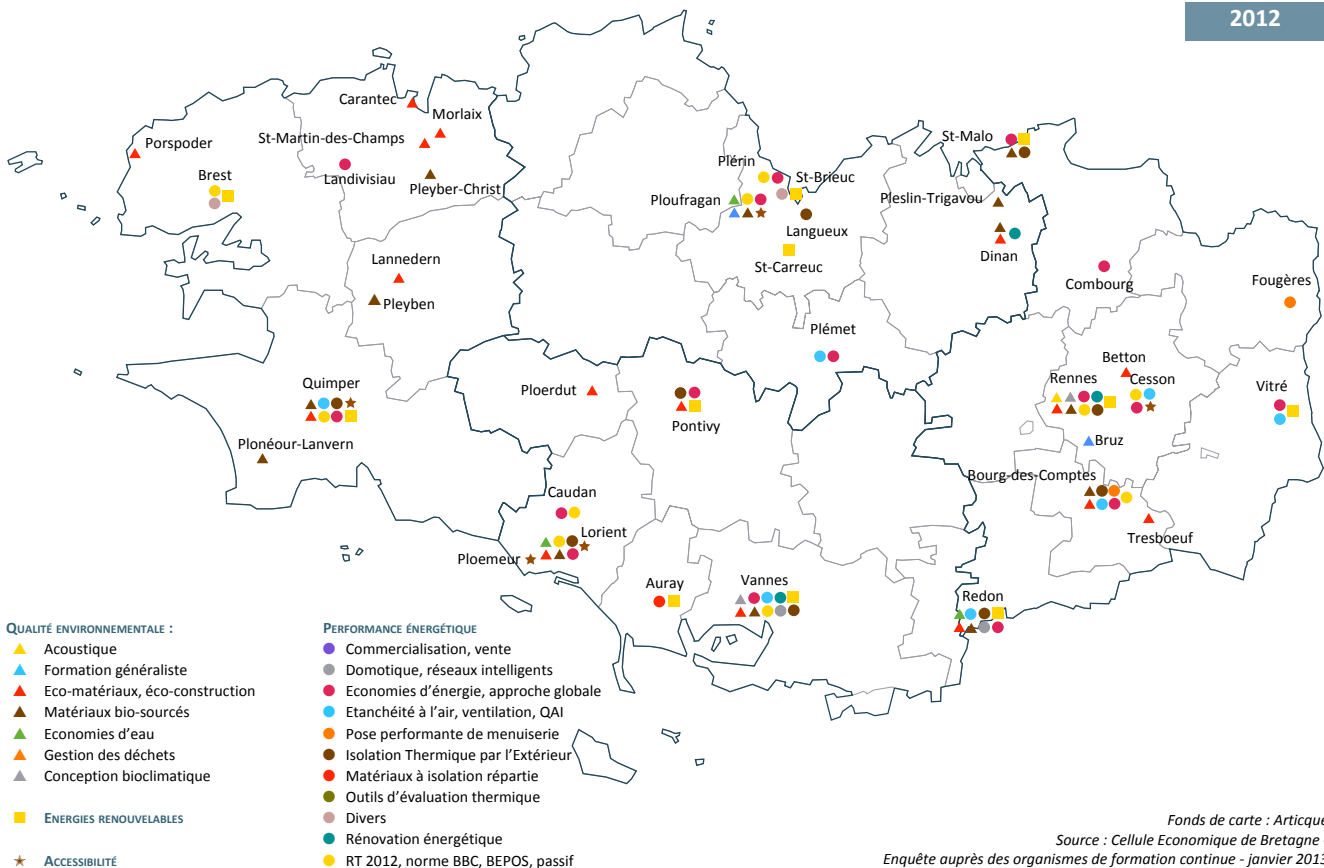 2012
Carantec
Morlaix
St-Martin-des-Champs
Porspoder
Landivisiau
Pleyber-Christ
Brest
St-Malo
Plérin
St-Brieuc
Ploufragan
Langueux
Pleslin-Trigavou
St-Carreuc
Dinan
Lannedern
Pleyben
Combourg
Fougères
Plémet
Betton
Quimper
Ploerdut
Rennes
Cesson
Vitré
Pontivy
Plonéour-Lanvern
Bruz
Bourg-des-Comptes
Caudan
Lorient
Tresboeuf
Ploemeur
Auray
Vannes
Redon
QUALITÉ ENVIRONNEMENTALE :
Acoustique
Formation généraliste
Eco-matériaux, éco-construction
Matériaux bio-sourcés
Economies d’eau
Gestion des déchets
Conception bioclimatique
ENERGIES RENOUVELABLES
ACCESSIBILITÉ
PERFORMANCE ÉNERGÉTIQUE
Commercialisation, vente
Domotique, réseaux intelligents
Economies d’énergie, approche globale
Etanchéité à l’air, ventilation, QAI
Pose performante de menuiserie
Isolation Thermique par l’Extérieur
Matériaux à isolation répartie
Outils d’évaluation thermique
Divers
Rénovation énergétique
RT 2012, norme BBC, BEPOS, passif
Fonds de carte : Articque
Source : Cellule Economique de Bretagne -
Enquête auprès des organismes de formation continue - janvier 2013